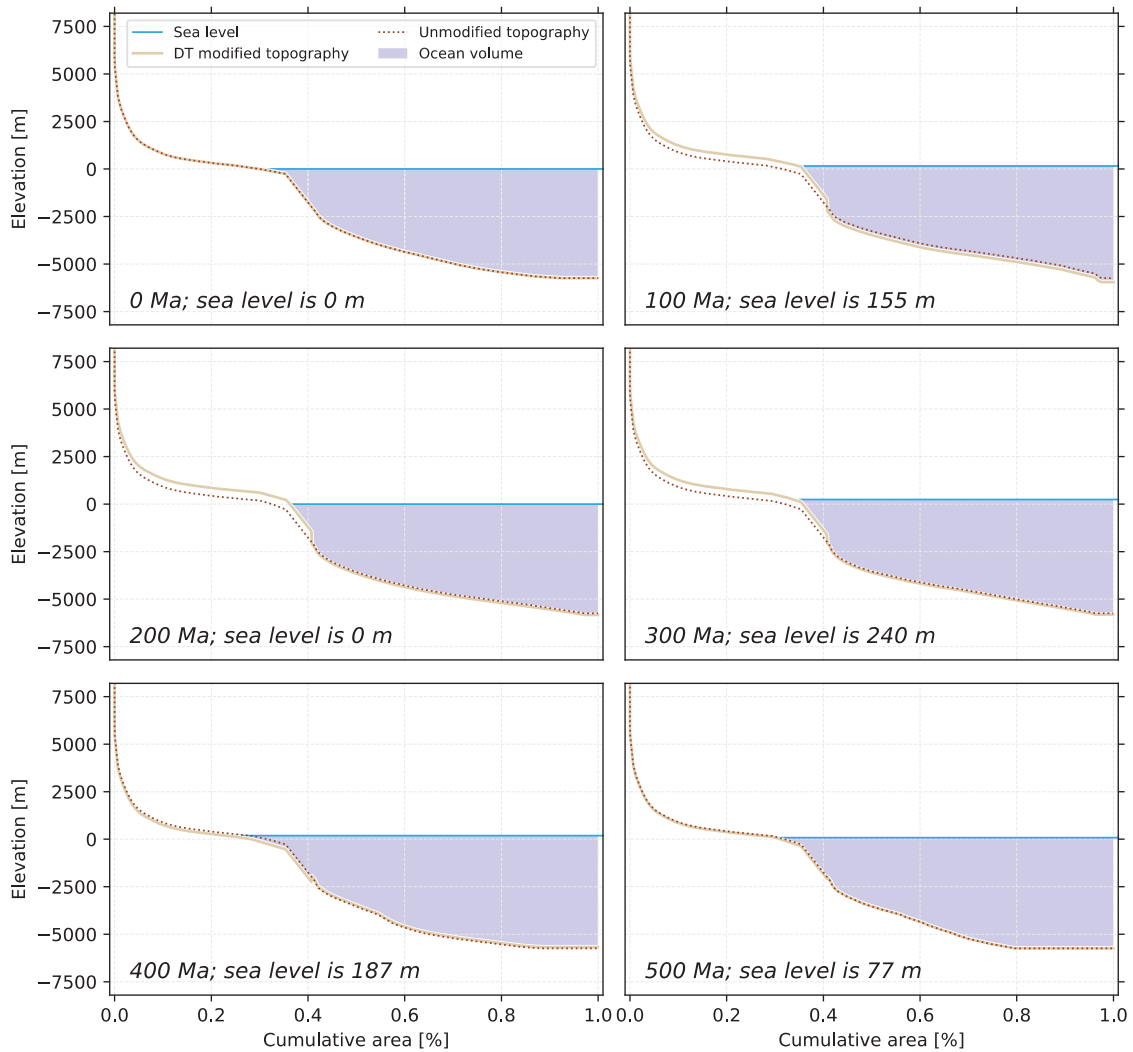 Sea level
DT modified topography
Unmodified topography
Ocean volume
Elevation [m]
7500
5000
2500
0
−2500
−5000
−7500
0 Ma; sea level is 0 m
100 Ma; sea level is 155 m
Elevation [m]
7500
5000
2500
0
−2500
−5000
−7500
200 Ma; sea level is 0 m
300 Ma; sea level is 240 m
Elevation [m]
7500
5000
2500
0
−2500
−5000
−7500
400 Ma; sea level is 187 m
500 Ma; sea level is 77 m
0.0 0.2 0.4 0.6 0.8 1.0
0.0 0.2 0.4 0.6 0.8 1.0
Cumulative area [%]
Cumulative area [%]